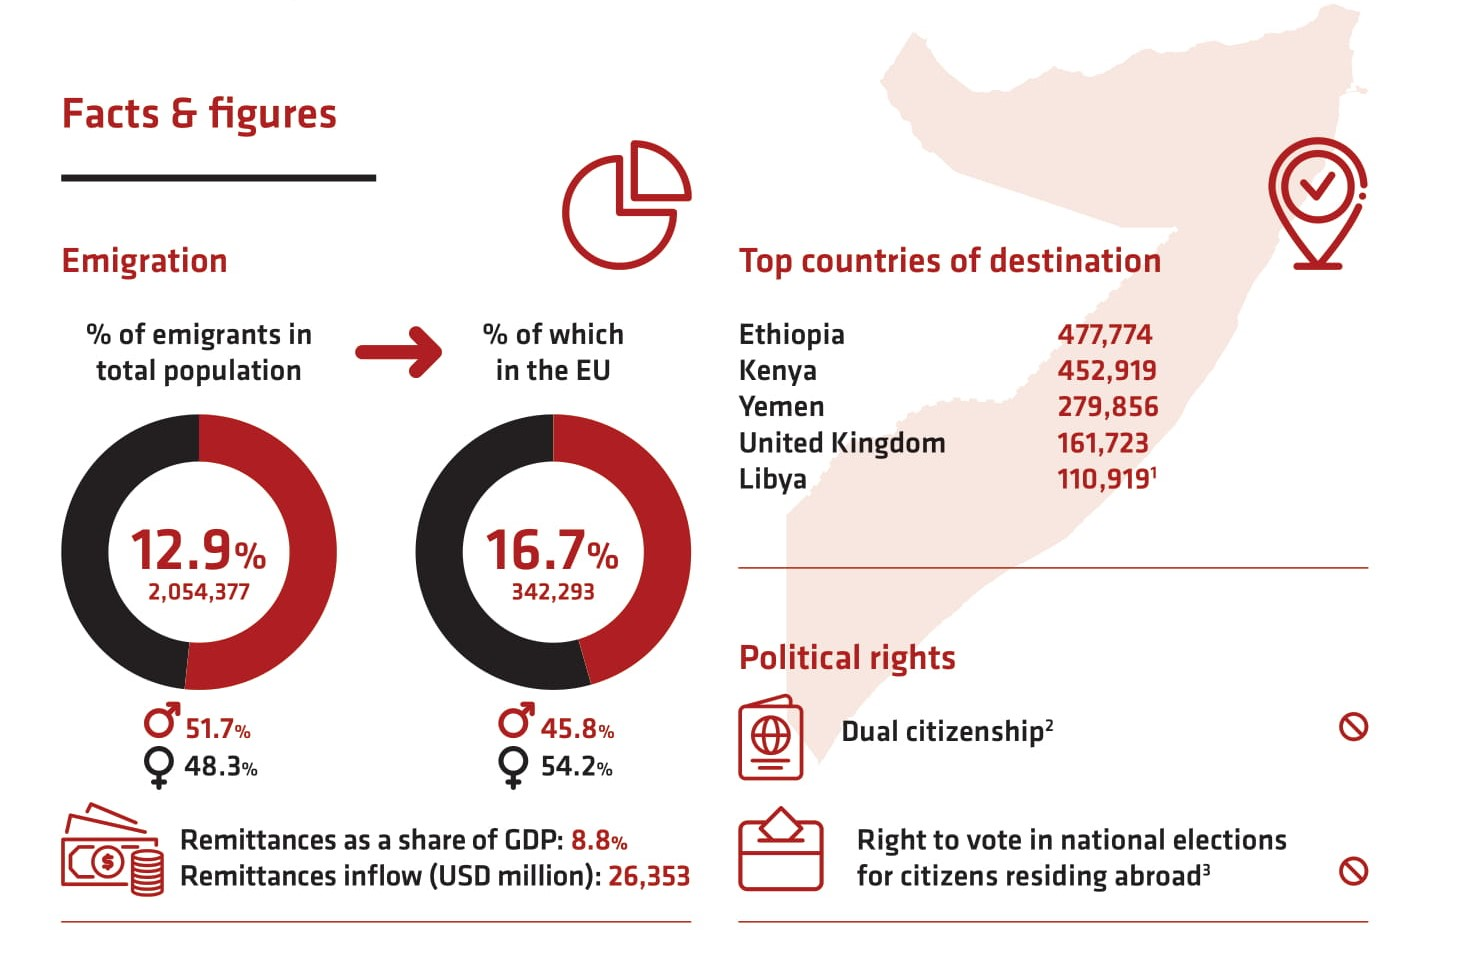 Facts & figures
Emigration
% of emigrants in
total population
% of which
in the EU
12.9%
2,054,377
16.7%
342,293
51.7%
48.3%
45.8%
54.2%
$
Remittances as a share of GDP: 8.8%
Remittances inflow (USD million): 26,353
Top countries of destination
Ethiopia 477,774
Kenya 452,919
Yemen 279,856
United Kingdom 161,723
Libya 110,919¹
Political rights
Dual citizenship²
Right to vote in national elections
for citizens residing abroad³